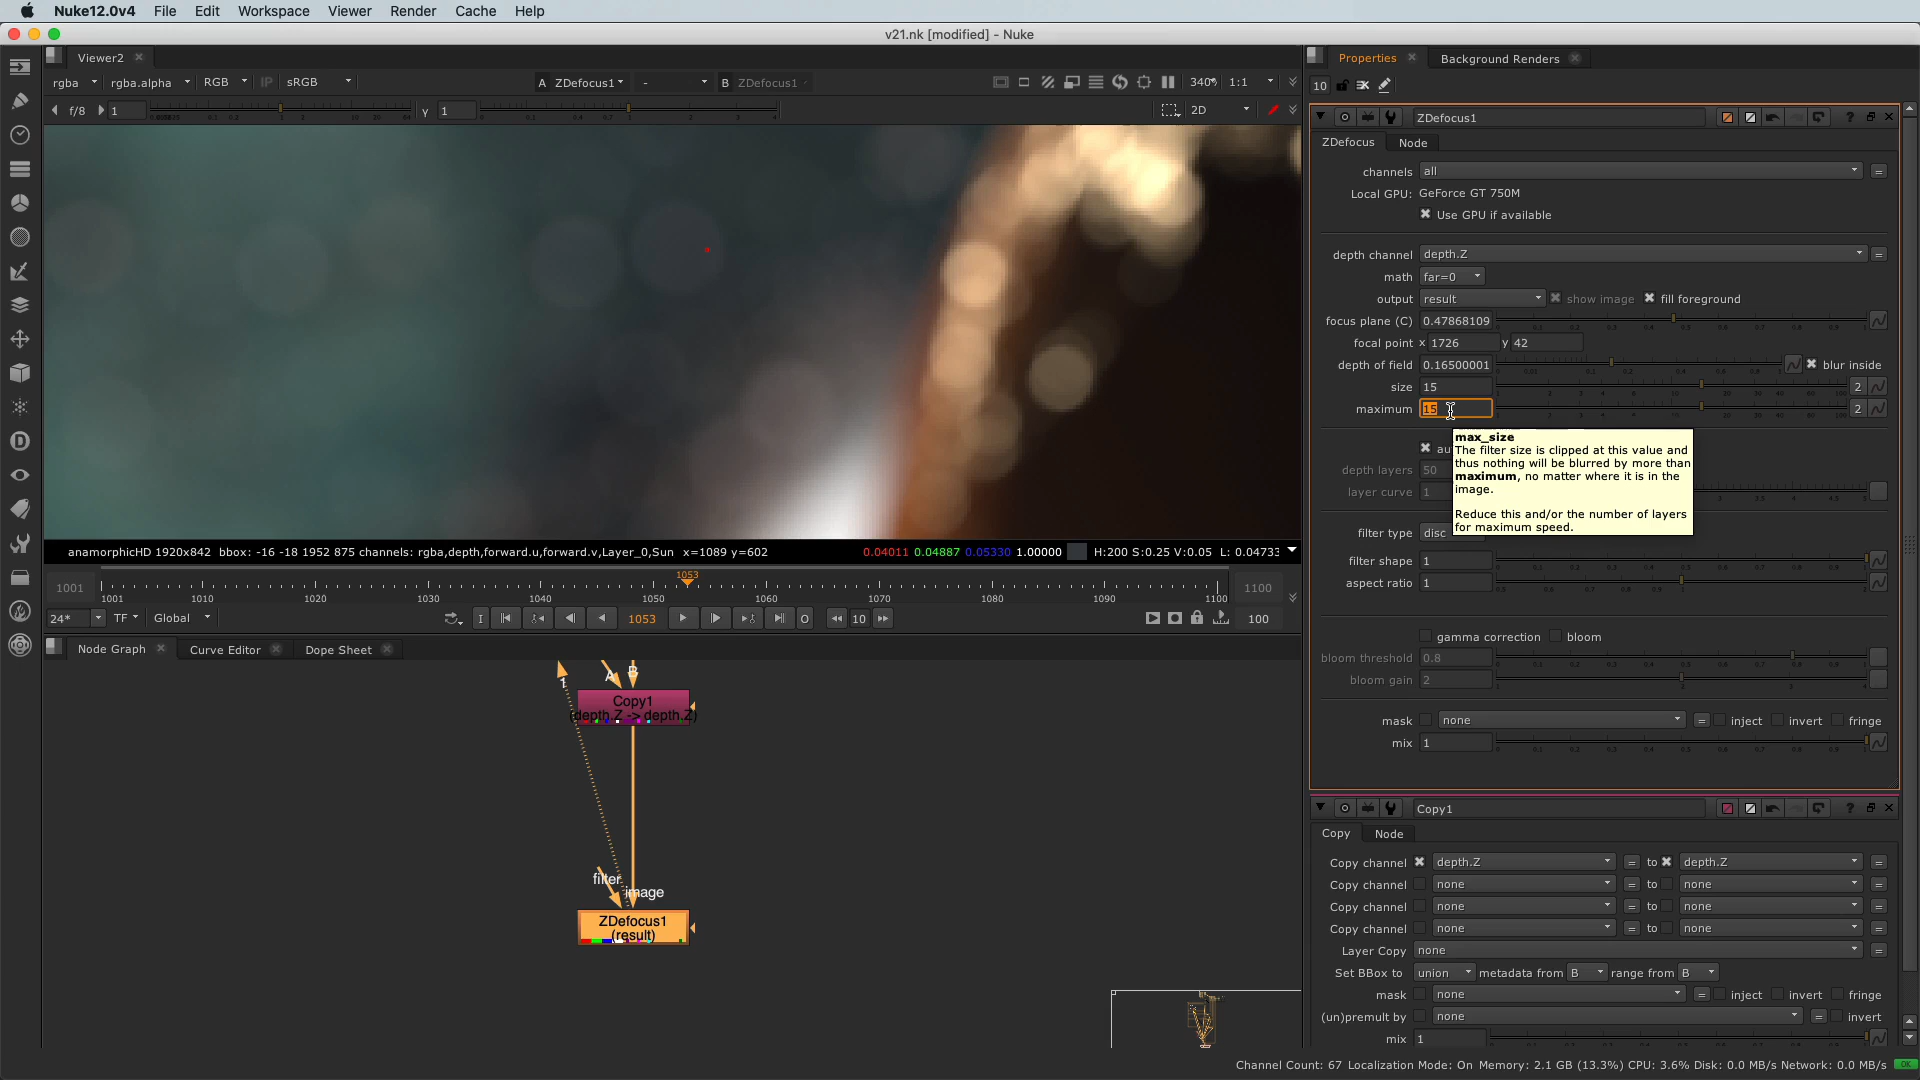 Nuke12.0v4 File Edit Workspace Viewer Render Cache Help
v21.nk [modified] - Nuke
Viewer2
rgba rgba.alpha RGB IP sRGB A ZDefocus1 - B ZDefocus1 340% 1:1
f/8 1 Y 1 2D
anamorphicHD 1920x842 bbox: -16 -18 1952 875 channels: rgba,depth,forward.u,forward.v,Layer_0,Sun x=1089 y=602 0.04011 0.04887 0.05330 1.00000 H:200 S:0.25 V:0.05 L: 0.04733
1053
1001 1001 1010 1020 1030 1040 1050 1060 1070 1080 1090 1100 1100
24* TF Global I 1053 O 10 100
Node Graph Curve Editor Dope Sheet
1 A B
Copy1
(depth.Z -> depth.Z)
filter
image
ZDefocus1
(result)
Properties Background Renders
10
ZDefocus1
ZDefocus Node
channels all =
Local GPU: GeForce GT 750M
Use GPU if available
depth channel depth.Z =
math far=0
output result show image fill foreground
focus plane (C) 0.47868109
focal point x 1726 y 42
depth of field 0.16500001 blur inside
size 15 2
maximum 15 2
max_size
The filter size is clipped at this value and
thus nothing will be blurred by more than
maximum, no matter where it is in the
image.
Reduce this and/or the number of layers
for maximum speed.
au
depth layers 50
layer curve 1
filter type disc
filter shape 1
aspect ratio 1
gamma correction bloom
bloom threshold 0.8
bloom gain 2
mask none = inject invert fringe
mix 1
Copy1
Copy Node
Copy channel depth.Z = to depth.Z =
Copy channel none = to none =
Copy channel none = to none =
Copy channel none = to none =
Layer Copy none =
Set BBox to union metadata from B range from B
mask none = inject invert fringe
(un)premult by none = invert
mix 1
Channel Count: 67 Localization Mode: On Memory: 2.1 GB (13.3%) CPU: 3.6% Disk: 0.0 MB/s Network: 0.0 MB/s OK